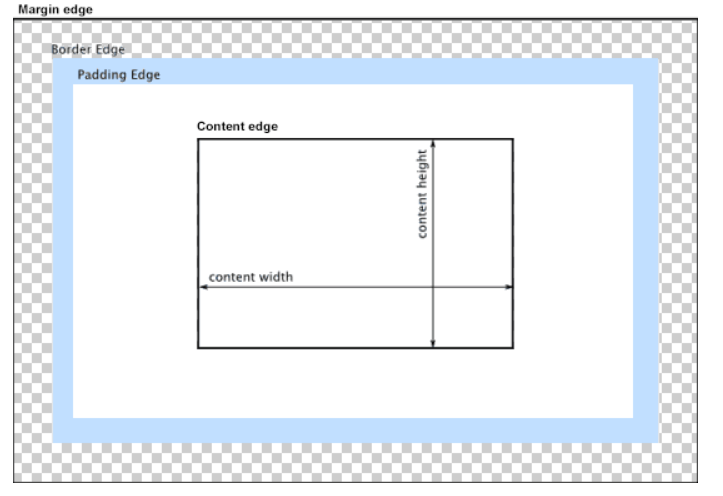 Margin edge
Border Edge
Padding Edge
Content edge
content height
content width